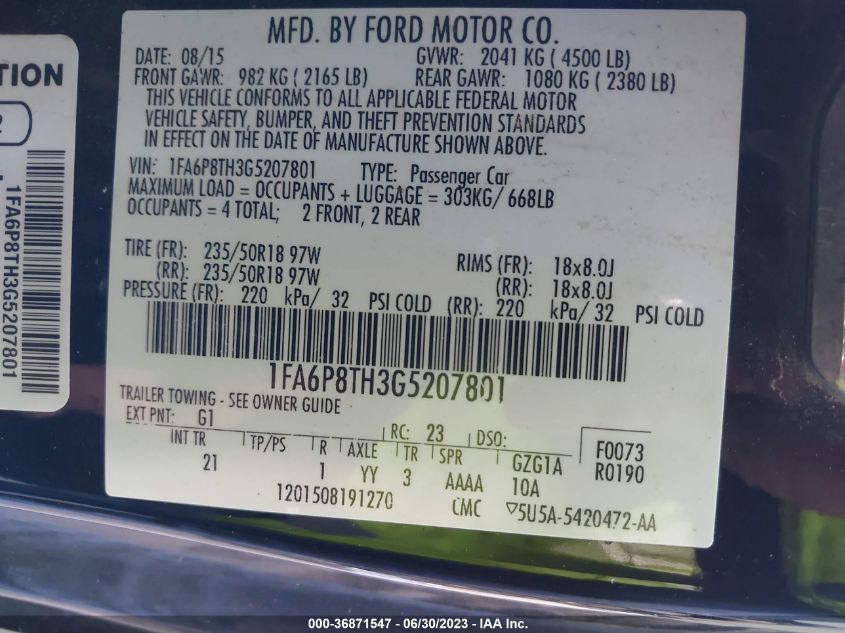 MFD. BY FORD MOTOR CO.
DATE: 08/15 GVWR: 2041 KG ( 4500 LB)
FRONT GAWR: 982 KG ( 2165 LB) REAR GAWR: 1080 KG ( 2380 LB)
THIS VEHICLE CONFORMS TO ALL APPLICABLE FEDERAL MOTOR
VEHICLE SAFETY, BUMPER, AND THEFT PREVENTION STANDARDS
IN EFFECT ON THE DATE OF MANUFACTURE SHOWN ABOVE.
VIN: 1FA6P8TH3G5207801 TYPE: Passenger Car
MAXIMUM LOAD = OCCUPANTS + LUGGAGE = 303KG/ 668LB
OCCUPANTS = 4 TOTAL; 2 FRONT, 2 REAR
TIRE (FR): 235/50R18 97W RIMS (FR): 18x8.0J
(RR): 235/50R18 97W (RR): 18x8.0J
PRESSURE (FR): 220 kPa/ 32 PSI COLD (RR): 220 kPa/ 32 PSI COLD
1FA6P8TH3G5207801
TRAILER TOWING - SEE OWNER GUIDE
EXT PNT: G1 RC: 23 DSO: F0073
INT TR TP/PS R AXLE TR SPR GZG1A R0190
21 1 YY 3 AAAA 10A
1201508191270 CMC ▽5U5A-5420472-AA
TION
2
1FA6P8TH3G5207801
000-36871547 - 06/30/2023 - IAA Inc.